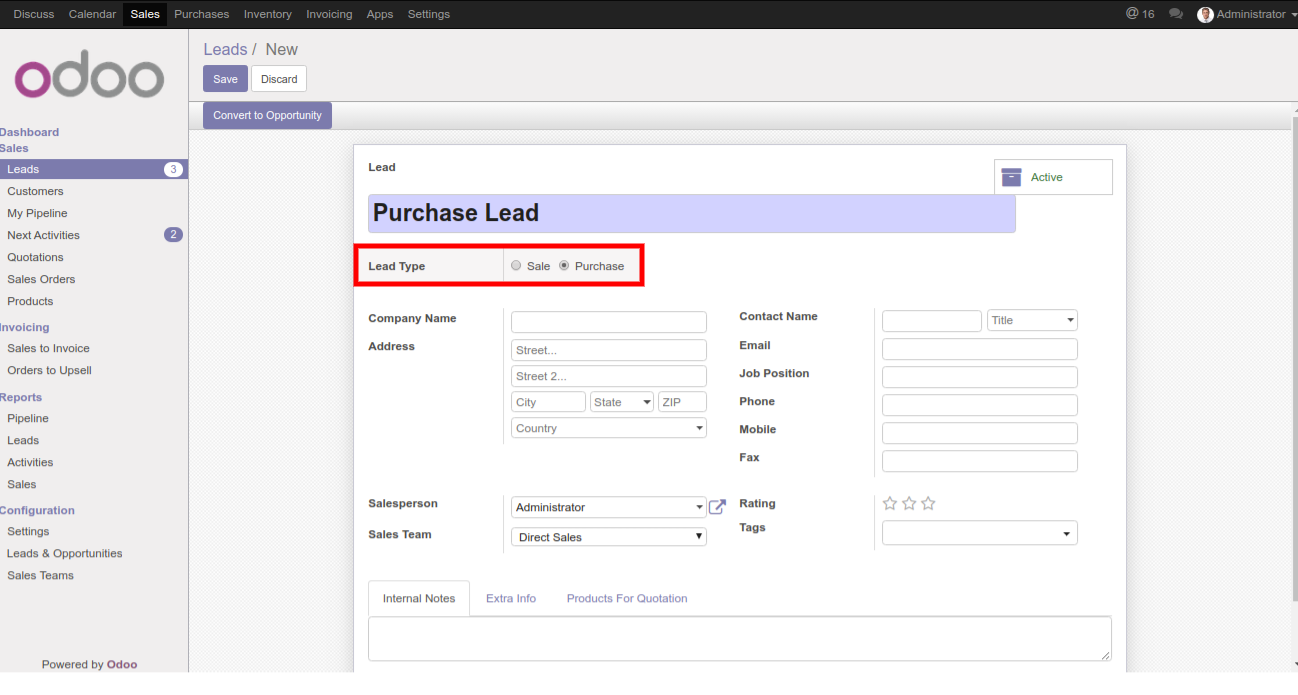 Discuss Calendar Sales Purchases Inventory Invoicing Apps Settings @ 16 Administrator
odoo
Dashboard
Sales
Leads 3
Customers
My Pipeline
Next Activities 2
Quotations
Sales Orders
Products
Invoicing
Sales to Invoice
Orders to Upsell
Reports
Pipeline
Leads
Activities
Sales
Configuration
Settings
Leads & Opportunities
Sales Teams
Powered by Odoo
Leads / New
Save Discard
Convert to Opportunity
Lead
Active
Purchase Lead
Lead Type Sale Purchase
Company Name
Address
Street...
Street 2...
City State ZIP
Country
Contact Name Title
Email
Job Position
Phone
Mobile
Fax
Salesperson Administrator
Sales Team Direct Sales
Rating
Tags
Internal Notes Extra Info Products For Quotation